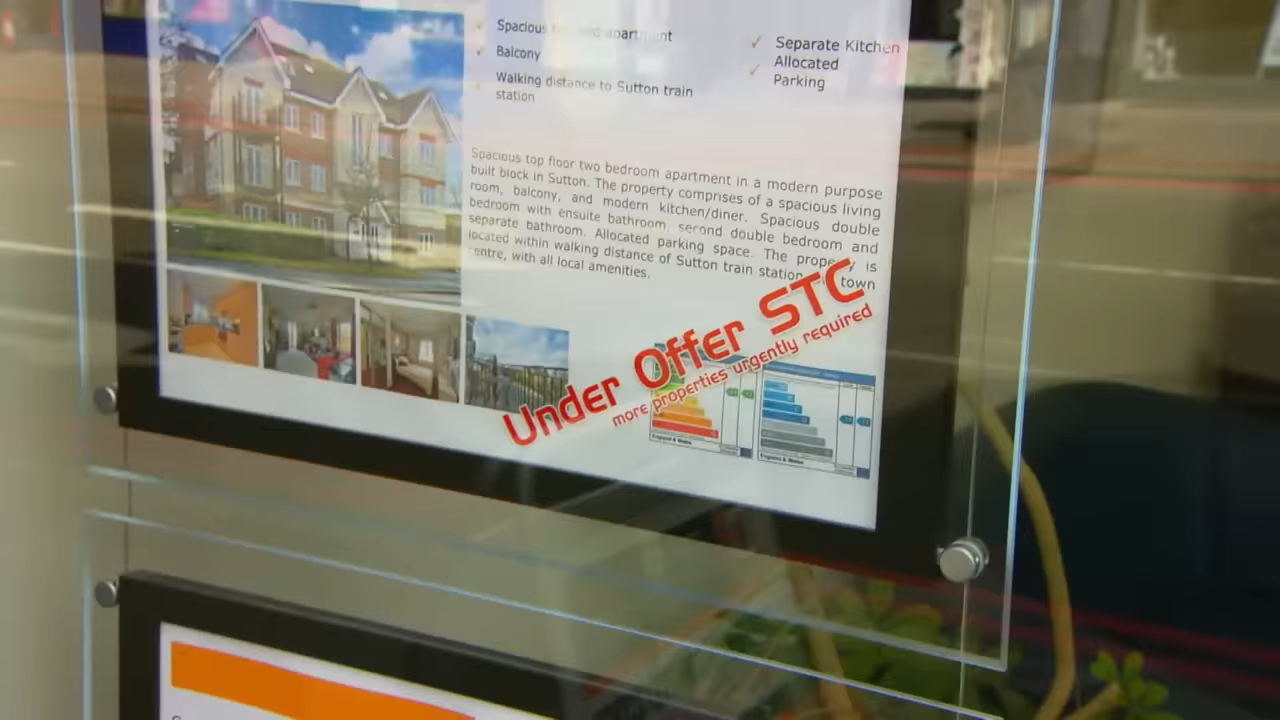 Spacious apartment
Balcony
Walking distance to Sutton train
station
Separate Kitchen
Allocated
Parking
Spacious top floor two bedroom apartment in a modern purpose
built block in Sutton. The property comprises of a spacious living
room, balcony, and modern kitchen/diner. Spacious double
bedroom with ensuite bathroom, second double bedroom and
separate bathroom. Allocated parking space. The property is
located within walking distance of Sutton train station town
centre, with all local amenities.
Under Offer STC
more properties urgently required
England & Wales
England & Wales